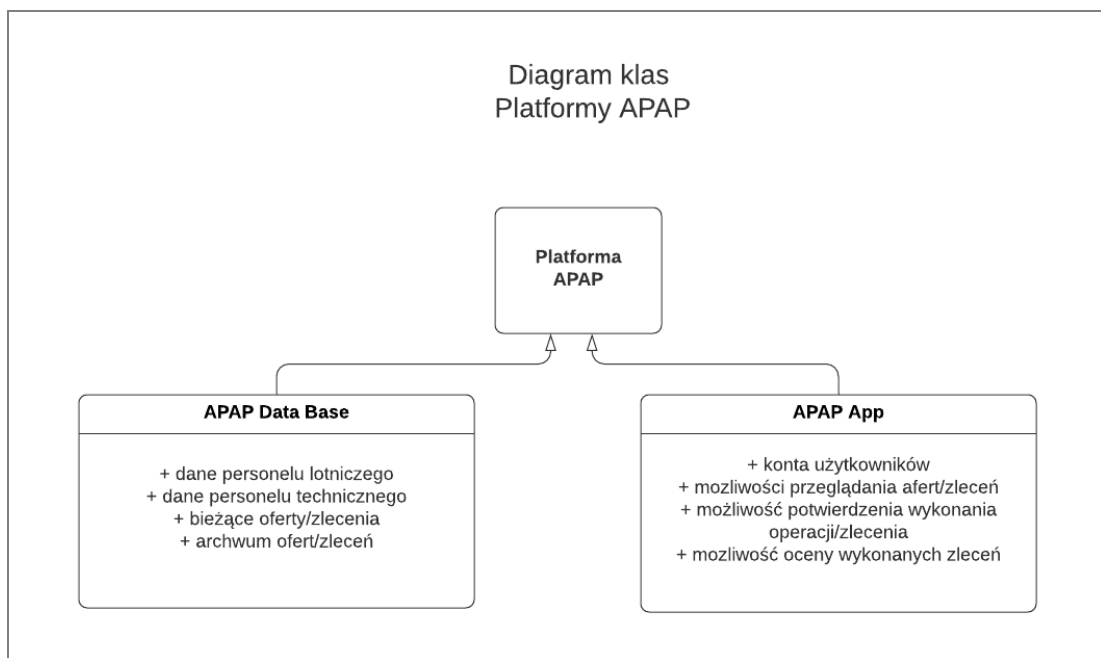 Diagram klas
Platformy APAP
Platforma
APAP
APAP Data Base
+ dane personelu lotniczego
+ dane personelu technicznego
+ bieżące oferty/zlecenia
+ archwum ofert/zleceń
APAP App
+ konta użytkowników
+ mozliwości przeglądania afert/zleceń
+ możliwość potwierdzenia wykonania
operacji/zlecenia
+ mozliwość oceny wykonanych zleceń